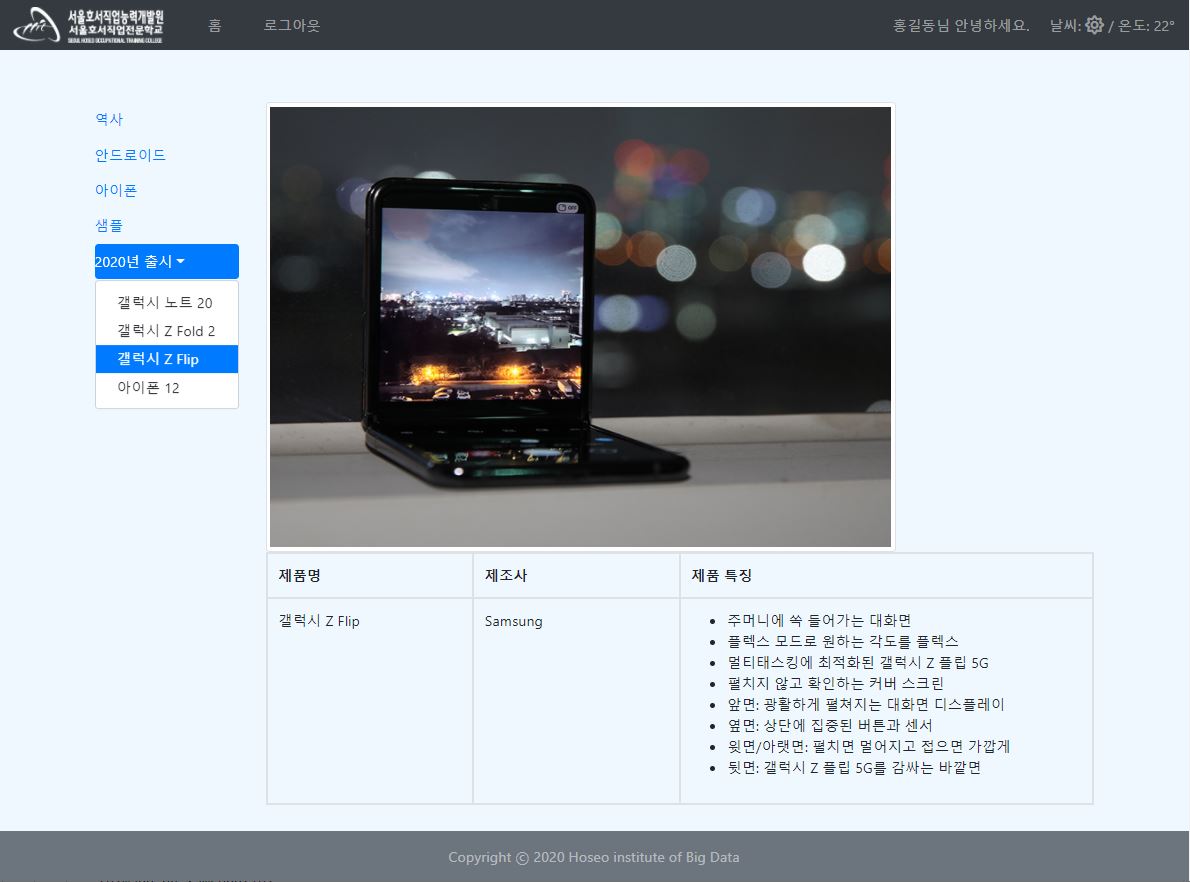 서울호서직업능력개발원
서울호서직업전문학교
SEOUL HOSEO OCCUPATIONAL TRAINING COLLEGE
홈
로그아웃
홍길동님 안녕하세요.
날씨: / 온도: 22°
역사
안드로이드
아이폰
샘플
2020년 출시
갤럭시 노트 20
갤럭시 Z Fold 2
갤럭시 Z Flip
아이폰 12
OFF
제품명
제조사
제품 특징
갤럭시 Z Flip
Samsung
주머니에 쏙 들어가는 대화면
플렉스 모드로 원하는 각도를 플렉스
멀티태스킹에 최적화된 갤럭시 Z 플립 5G
펼치지 않고 확인하는 커버 스크린
앞면: 광활하게 펼쳐지는 대화면 디스플레이
옆면: 상단에 집중된 버튼과 센서
윗면/아랫면: 펼치면 멀어지고 접으면 가깝게
뒷면: 갤럭시 Z 플립 5G를 감싸는 바깥면
Copyright ⓒ 2020 Hoseo institute of Big Data